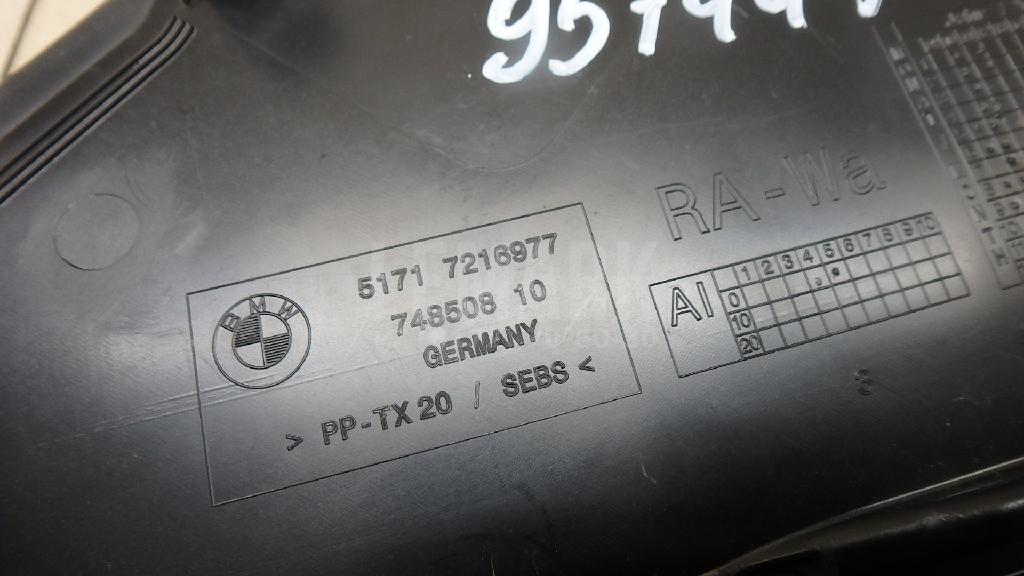 RA-Wa
BMW
5171 7216977
748508 10
GERMANY
> PP-TX20 / SEBS <
AI
1 2 3 4 5 6 7 8 9 10
0
10
20